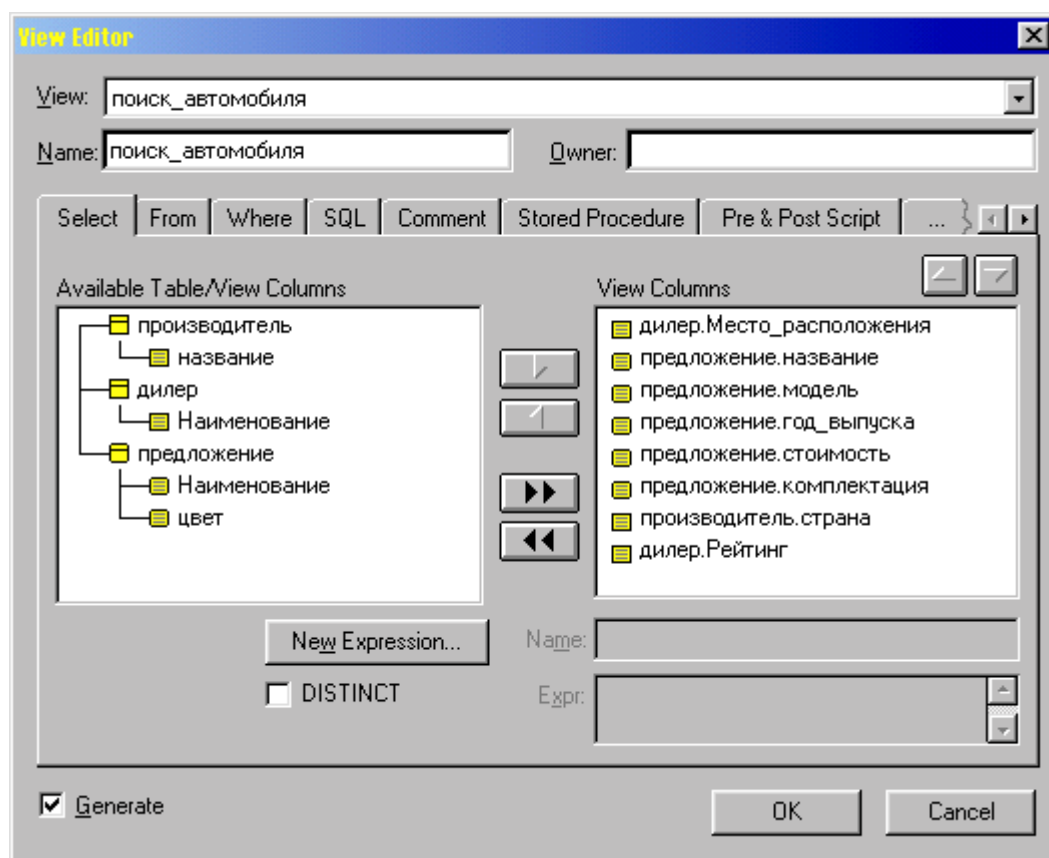 View Editor
View: поиск_автомобиля
Name: поиск_автомобиля Owner:
Select From Where SQL Comment Stored Procedure Pre & Post Script ...
Available Table/View Columns
производитель
название
дилер
Наименование
предложение
Наименование
цвет
View Columns
дилер.Место_расположения
предложение.название
предложение.модель
предложение.год_выпуска
предложение.стоимость
предложение.комплектация
производитель.страна
дилер.Рейтинг
New Expression...
DISTINCT
Name:
Expr:
Generate
OK Cancel